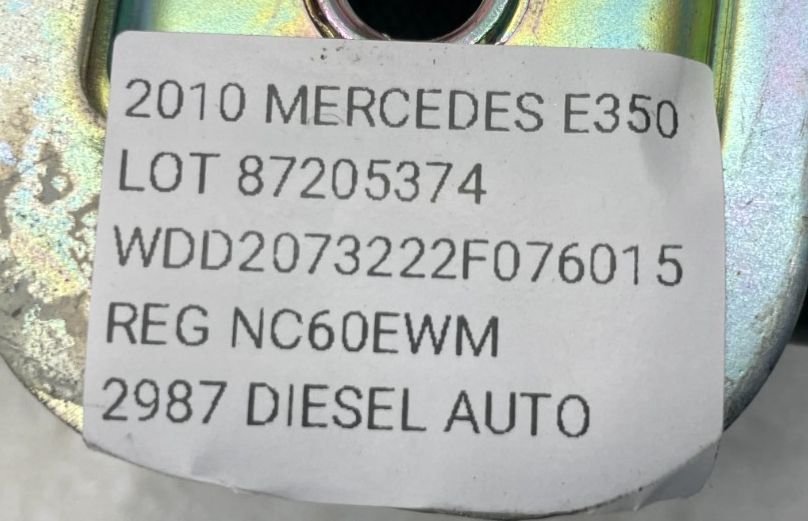 2010 MERCEDES E350
LOT 87205374
WDD2073222F076015
REG NC60EWM
2987 DIESEL AUTO